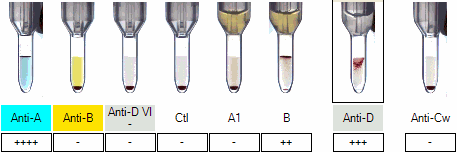 Anti-A Anti-B Anti-D VI Ctl A1 B Anti-D Anti-Cw
-
++++ - - - - ++ +++ -